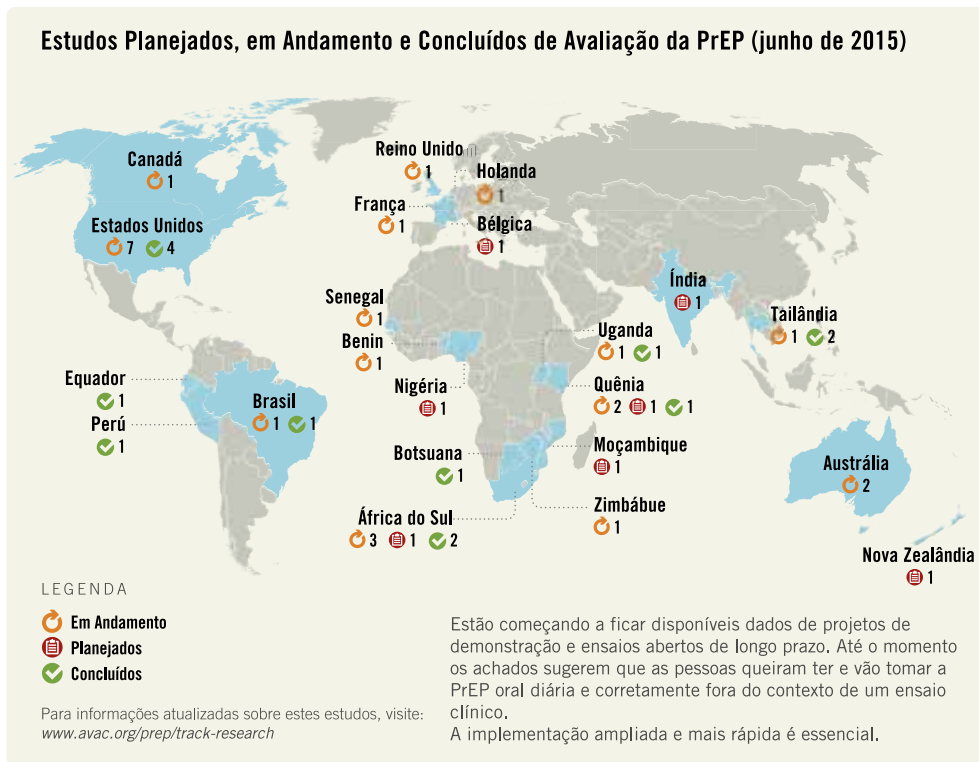 Estudos Planejados, em Andamento e Concluídos de Avaliação da PrEP (junho de 2015)
Canadá
1
Estados Unidos
7 4
Reino Unido
1
Holanda
1
França
1
Bélgica
1
Índia
1
Tailândia
1 2
Senegal
1
Benin
1
Uganda
1 1
Nigéria
1
Quênia
2 1 1
Equador
1
Perú
1
Brasil
1 1
Botsuana
1
Moçambique
1
África do Sul
3 1 2
Zimbábue
1
Austrália
2
Nova Zealândia
1
LEGENDA
Em Andamento
Planejados
Concluídos
Para informações atualizadas sobre estes estudos, visite:
www.avac.org/prep/track-research
Estão começando a ficar disponíveis dados de projetos de
demonstração e ensaios abertos de longo prazo. Até o momento
os achados sugerem que as pessoas queiram ter e vão tomar a
PrEP oral diária e corretamente fora do contexto de um ensaio
clínico.
A implementação ampliada e mais rápida é essencial.